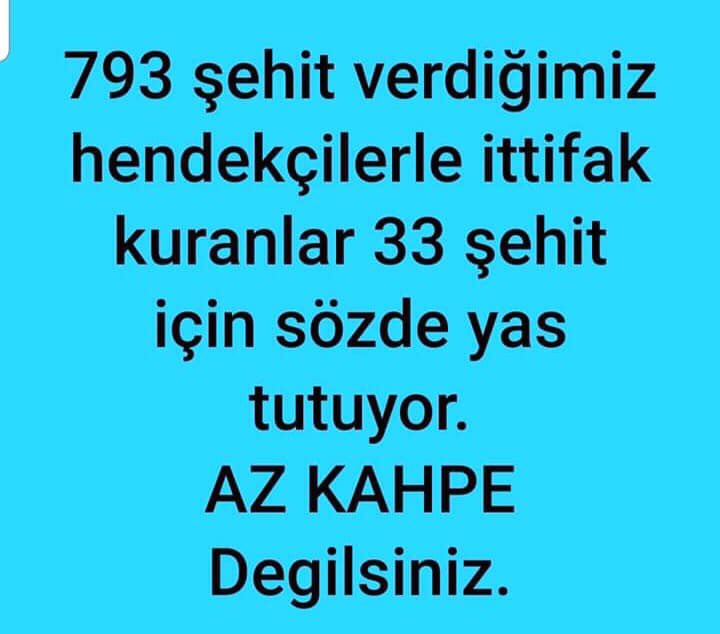 793 şehit verdiğimiz
hendekçilerle ittifak
kuranlar 33 şehit
için sözde yas
tutuyor.
AZ KAHPE
Degilsiniz.